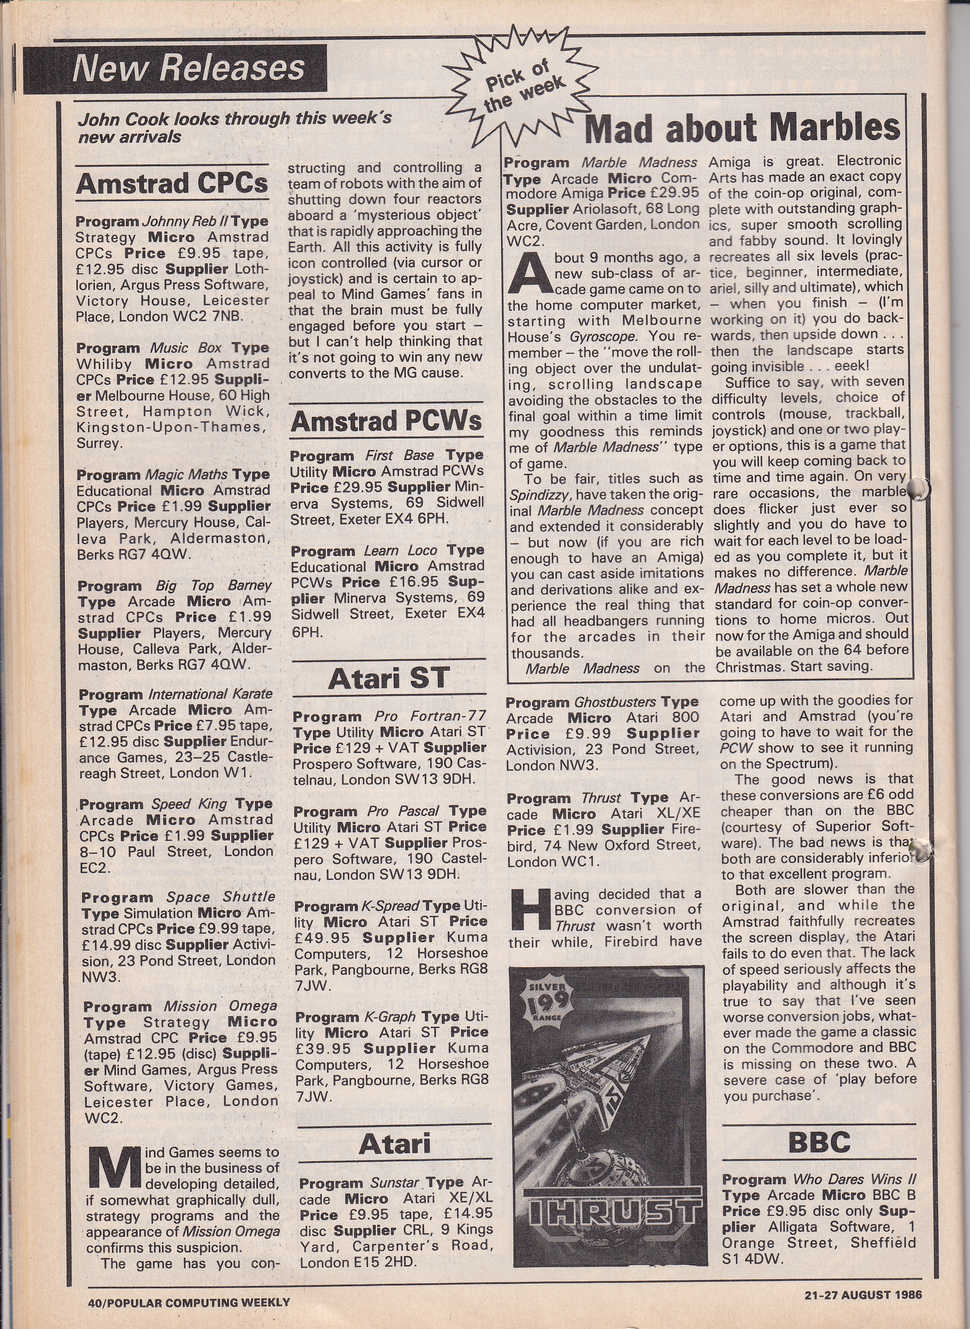 New Releases
John Cook looks through this week's
new arrivals
Amstrad CPCs
Program Johnny Reb II Type
Strategy Micro Amstrad
CPCs Price £9.95 tape,
£12.95 disc Supplier Loth-
lorien, Argus Press Software,
Victory House, Leicester
Place, London WC2 7NB.
Program Music Box Type
Whiliby Micro Amstrad
CPCs Price £12.95 Suppli-
er Melbourne House, 60 High
Street, Hampton Wick,
Kingston-Upon-Thames,
Surrey.
Program Magic Maths Type
Educational Micro Amstrad
CPCs Price £1.99 Supplier
Players, Mercury House, Cal-
leva Park, Aldermaston,
Berks RG7 4QW.
Program Big Top Barney
Type Arcade Micro Am-
strad CPCs Price £1.99
Supplier Players, Mercury
House, Calleva Park, Alder-
maston, Berks RG7 4QW.
Program International Karate
Type Arcade Micro Am-
strad CPCs Price £7.95 tape,
£12.95 disc Supplier Endur-
ance Games, 23–25 Castle-
reagh Street, London W1.
Program Speed King Type
Arcade Micro Amstrad
CPCs Price £1.99 Supplier
8–10 Paul Street, London
EC2.
Program Space Shuttle
Type Simulation Micro Am-
strad CPCs Price £9.99 tape,
£14.99 disc Supplier Activi-
sion, 23 Pond Street, London
NW3.
Program Mission Omega
Type Strategy Micro
Amstrad CPC Price £9.95
(tape) £12.95 (disc) Suppli-
er Mind Games, Argus Press
Software, Victory Games,
Leicester Place, London
WC2.
Mind Games seems to
be in the business of
developing detailed,
if somewhat graphically dull,
strategy programs and the
appearance of Mission Omega
confirms this suspicion.
The game has you con-
structing and controlling a
team of robots with the aim of
shutting down four reactors
aboard a 'mysterious object'
that is rapidly approaching the
Earth. All this activity is fully
icon controlled (via cursor or
joystick) and is certain to ap-
peal to Mind Games' fans in
that the brain must be fully
engaged before you start –
but I can't help thinking that
it's not going to win any new
converts to the MG cause.
Amstrad PCWs
Program First Base Type
Utility Micro Amstrad PCWs
Price £29.95 Supplier Min-
erva Systems, 69 Sidwell
Street, Exeter EX4 6PH.
Program Learn Loco Type
Educational Micro Amstrad
PCWs Price £16.95 Sup-
plier Minerva Systems, 69
Sidwell Street, Exeter EX4
6PH.
Atari ST
Program Pro Fortran-77
Type Utility Micro Atari ST
Price £129 + VAT Supplier
Prospero Software, 190 Cas-
telnau, London SW13 9DH.
Program Pro Pascal Type
Utility Micro Atari ST Price
£129 + VAT Supplier Pros-
pero Software, 190 Castel-
nau, London SW13 9DH.
Program K-Spread Type Uti-
lity Micro Atari ST Price
£49.95 Supplier Kuma
Computers, 12 Horseshoe
Park, Pangbourne, Berks RG8
7JW.
Program K-Graph Type Uti-
lity Micro Atari ST Price
£39.95 Supplier Kuma
Computers, 12 Horseshoe
Park, Pangbourne, Berks RG8
7JW.
Atari
Program Sunstar Type Ar-
cade Micro Atari XE/XL
Price £9.95 tape, £14.95
disc Supplier CRL, 9 Kings
Yard, Carpenter's Road,
London E15 2HD.
Pick of
the week
Mad about Marbles
Program Marble Madness
Type Arcade Micro Com-
modore Amiga Price £29.95
Supplier Ariolasoft, 68 Long
Acre, Covent Garden, London
WC2.
About 9 months ago, a
new sub-class of ar-
cade game came on to
the home computer market,
starting with Melbourne
House's Gyroscope. You re-
member – the "move the roll-
ing object over the undulat-
ing, scrolling landscape
avoiding the obstacles to the
final goal within a time limit
my goodness this reminds
me of Marble Madness" type
of game.
To be fair, titles such as
Spindizzy, have taken the orig-
inal Marble Madness concept
and extended it considerably
– but now (if you are rich
enough to have an Amiga)
you can cast aside imitations
and derivations alike and ex-
perience the real thing that
had all headbangers running
for the arcades in their
thousands.
Marble Madness on the
Amiga is great. Electronic
Arts has made an exact copy
of the coin-op original, com-
plete with outstanding graph-
ics, super smooth scrolling
and fabby sound. It lovingly
recreates all six levels (prac-
tice, beginner, intermediate,
ariel, silly and ultimate), which
– when you finish – (I'm
working on it) you do back-
wards, then upside down . . .
then the landscape starts
going invisible . . . eeek!
Suffice to say, with seven
difficulty levels, choice of
controls (mouse, trackball,
joystick) and one or two play-
er options, this is a game that
you will keep coming back to
time and time again. On very
rare occasions, the marble
does flicker just ever so
slightly and you do have to
wait for each level to be load-
ed as you complete it, but it
makes no difference. Marble
Madness has set a whole new
standard for coin-op conver-
tions to home micros. Out
now for the Amiga and should
be available on the 64 before
Christmas. Start saving.
Program Ghostbusters Type
Arcade Micro Atari 800
Price £9.99 Supplier
Activision, 23 Pond Street,
London NW3.
Program Thrust Type Ar-
cade Micro Atari XL/XE
Price £1.99 Supplier Fire-
bird, 74 New Oxford Street,
London WC1.
Having decided that a
BBC conversion of
Thrust wasn't worth
their while, Firebird have
SILVER
199
RANGE
THRUST
come up with the goodies for
Atari and Amstrad (you're
going to have to wait for the
PCW show to see it running
on the Spectrum).
The good news is that
these conversions are £6 odd
cheaper than on the BBC
(courtesy of Superior Soft-
ware). The bad news is that
both are considerably inferior
to that excellent program.
Both are slower than the
original, and while the
Amstrad faithfully recreates
the screen display, the Atari
fails to do even that. The lack
of speed seriously affects the
playability and although it's
true to say that I've seen
worse conversion jobs, what-
ever made the game a classic
on the Commodore and BBC
is missing on these two. A
severe case of 'play before
you purchase'.
BBC
Program Who Dares Wins II
Type Arcade Micro BBC B
Price £9.95 disc only Sup-
plier Alligata Software, 1
Orange Street, Sheffield
S1 4DW.
40/POPULAR COMPUTING WEEKLY
21–27 AUGUST 1986